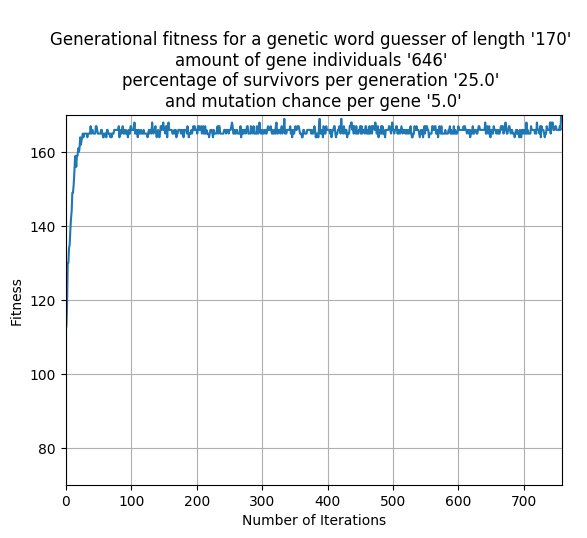 Generational fitness for a genetic word guesser of length '170'
amount of gene individuals '646'
percentage of survivors per generation '25.0'
and mutation chance per gene '5.0'
160
140
120
100
80
Fitness
0 100 200 300 400 500 600 700
Number of Iterations